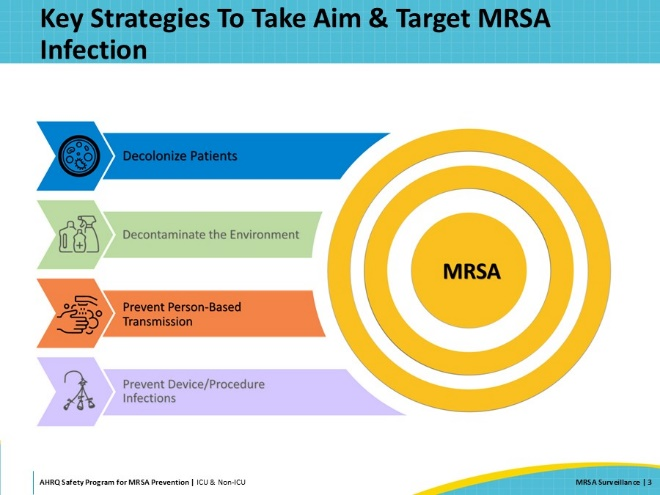 Key Strategies To Take Aim & Target MRSA
Infection
Decolonize Patients
Decontaminate the Environment
Prevent Person-Based
Transmission
Prevent Device/Procedure
Infections
MRSA
AHRQ Safety Program for MRSA Prevention | ICU & Non-ICU
MRSA Surveillance | 3